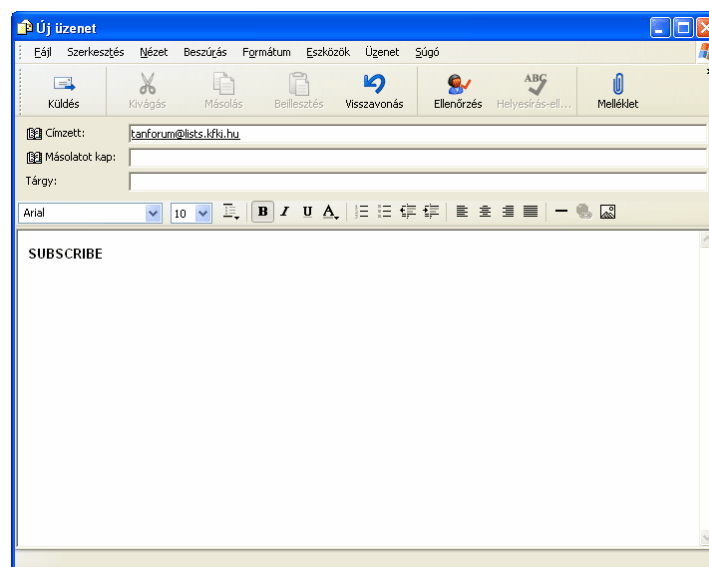 Új üzenet
Fájl Szerkesztés Nézet Beszúrás Formátum Eszközök Üzenet Súgó
Küldés Kivágás Másolás Beillesztés Visszavonás Ellenőrzés Helyesírás-ell... Melléklet
Címzett: tanforum@lists.kfki.hu
Másolatot kap:
Tárgy:
Arial 10 B I U A
SUBSCRIBE